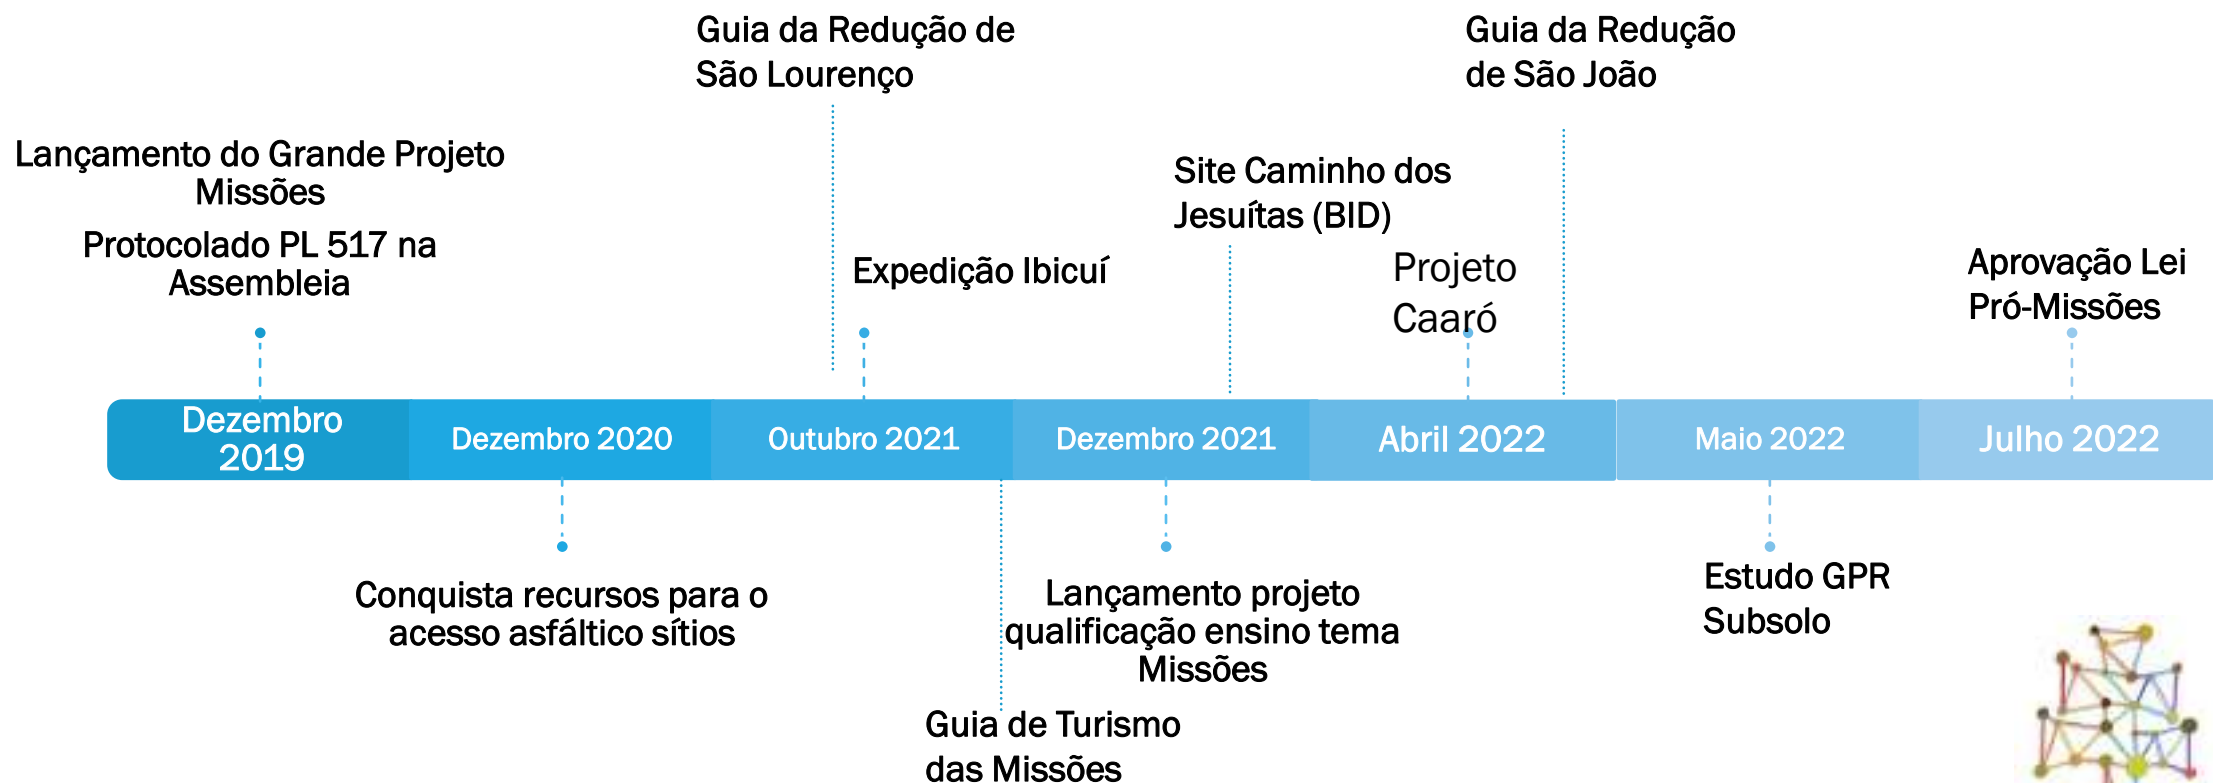 Guia da Redução de
São Lourenço
Guia da Redução
de São João
Lançamento do Grande Projeto
Missões
Protocolado PL 517 na
Assembleia
Site Caminho dos
Jesuítas (BID)
Expedição Ibicuí
Projeto
Caaró
Aprovação Lei
Pró-Missões
Dezembro
2019
Dezembro 2020
Outubro 2021
Dezembro 2021
Abril 2022
Maio 2022
Julho 2022
Conquista recursos para o
acesso asfáltico sítios
Lançamento projeto
qualificação ensino tema
Missões
Estudo GPR
Subsolo
Guia de Turismo
das Missões